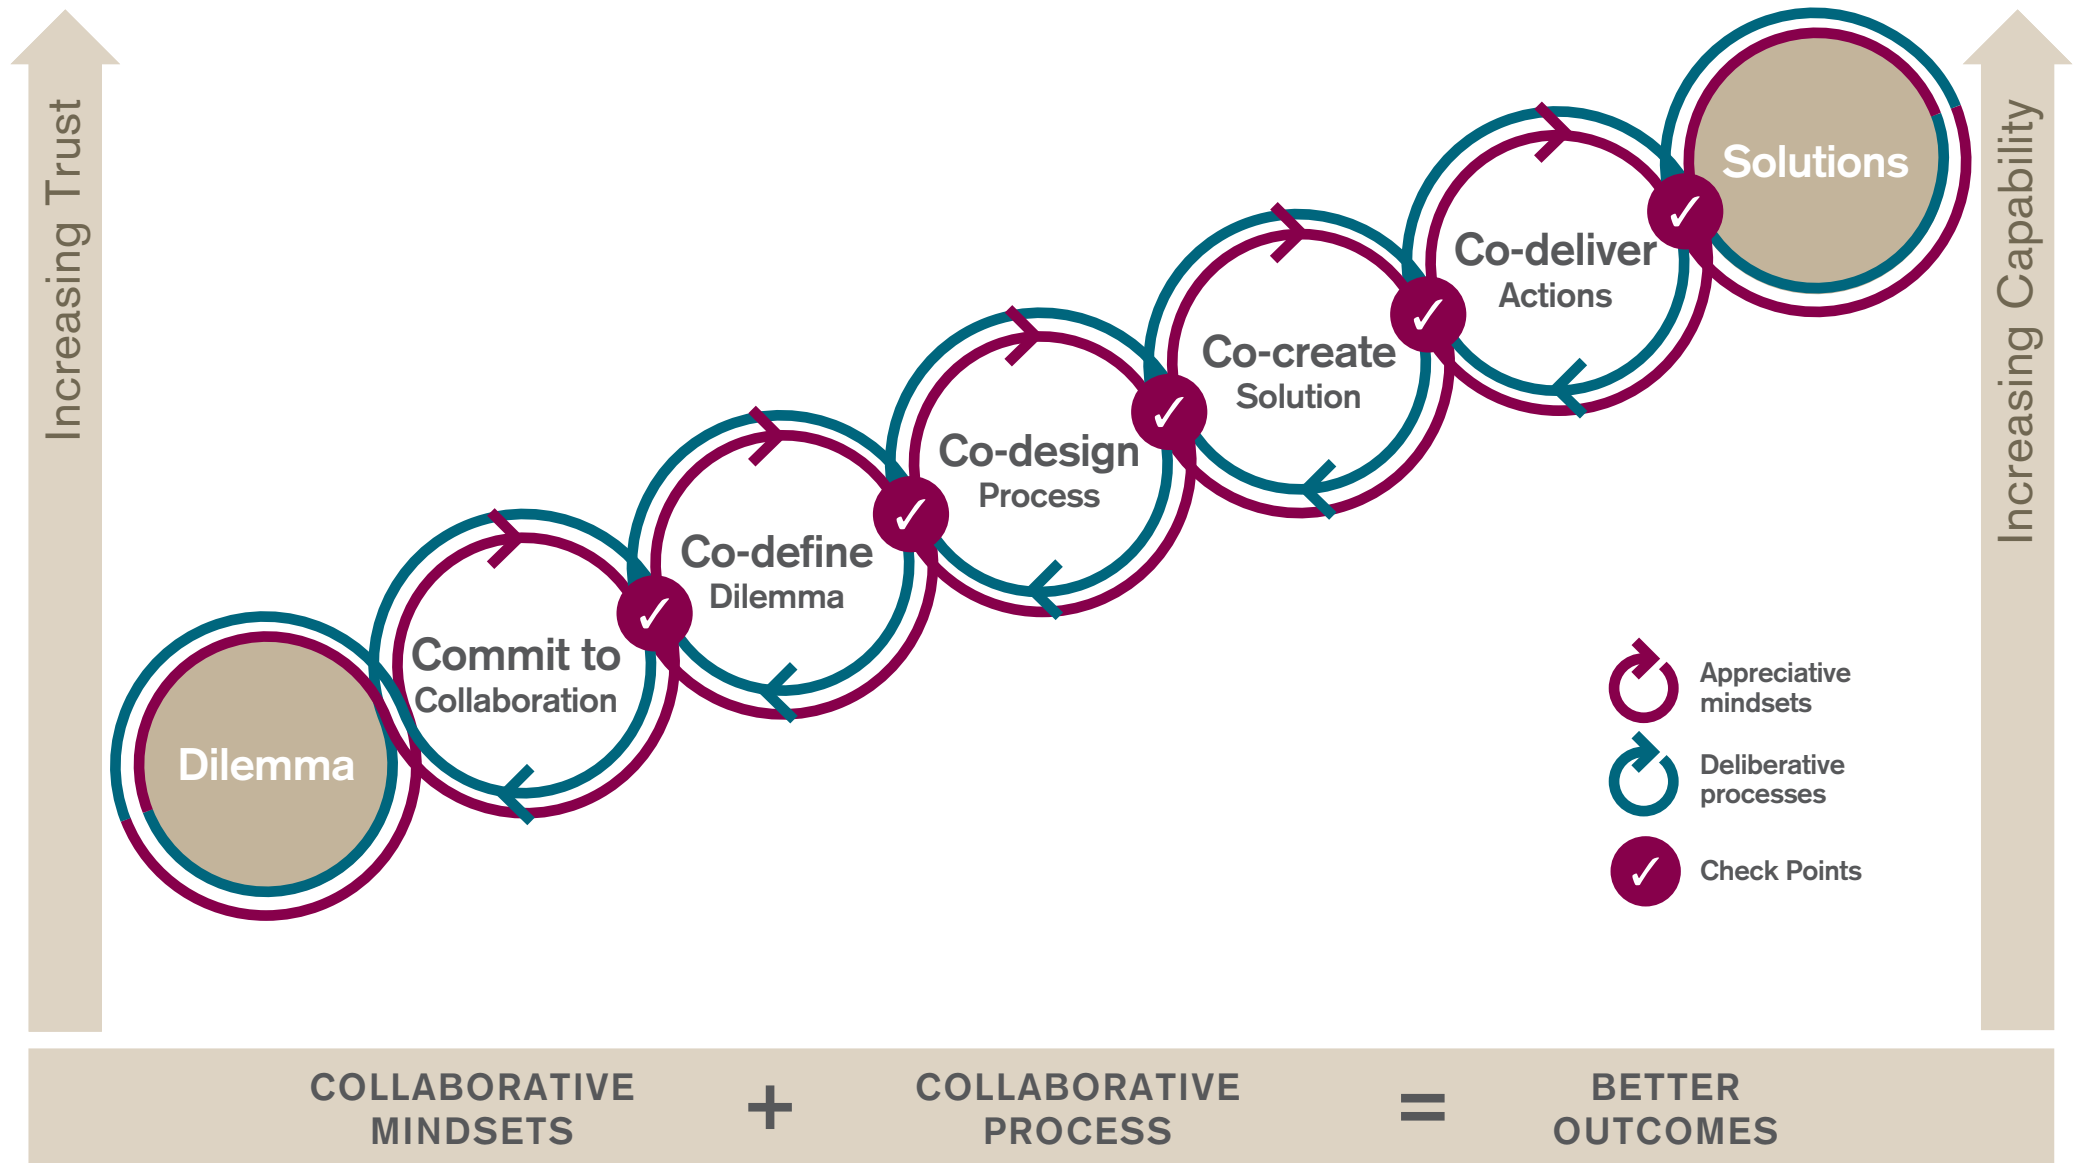 Increasing Trust
Increasing Capability
Solutions
Co-deliver
Actions
Co-create
Solution
Co-design
Process
Co-define
Dilemma
Commit to
Collaboration
Dilemma
Appreciative
mindsets
Deliberative
processes
Check Points
COLLABORATIVE
MINDSETS
+
COLLABORATIVE
PROCESS
=
BETTER
OUTCOMES